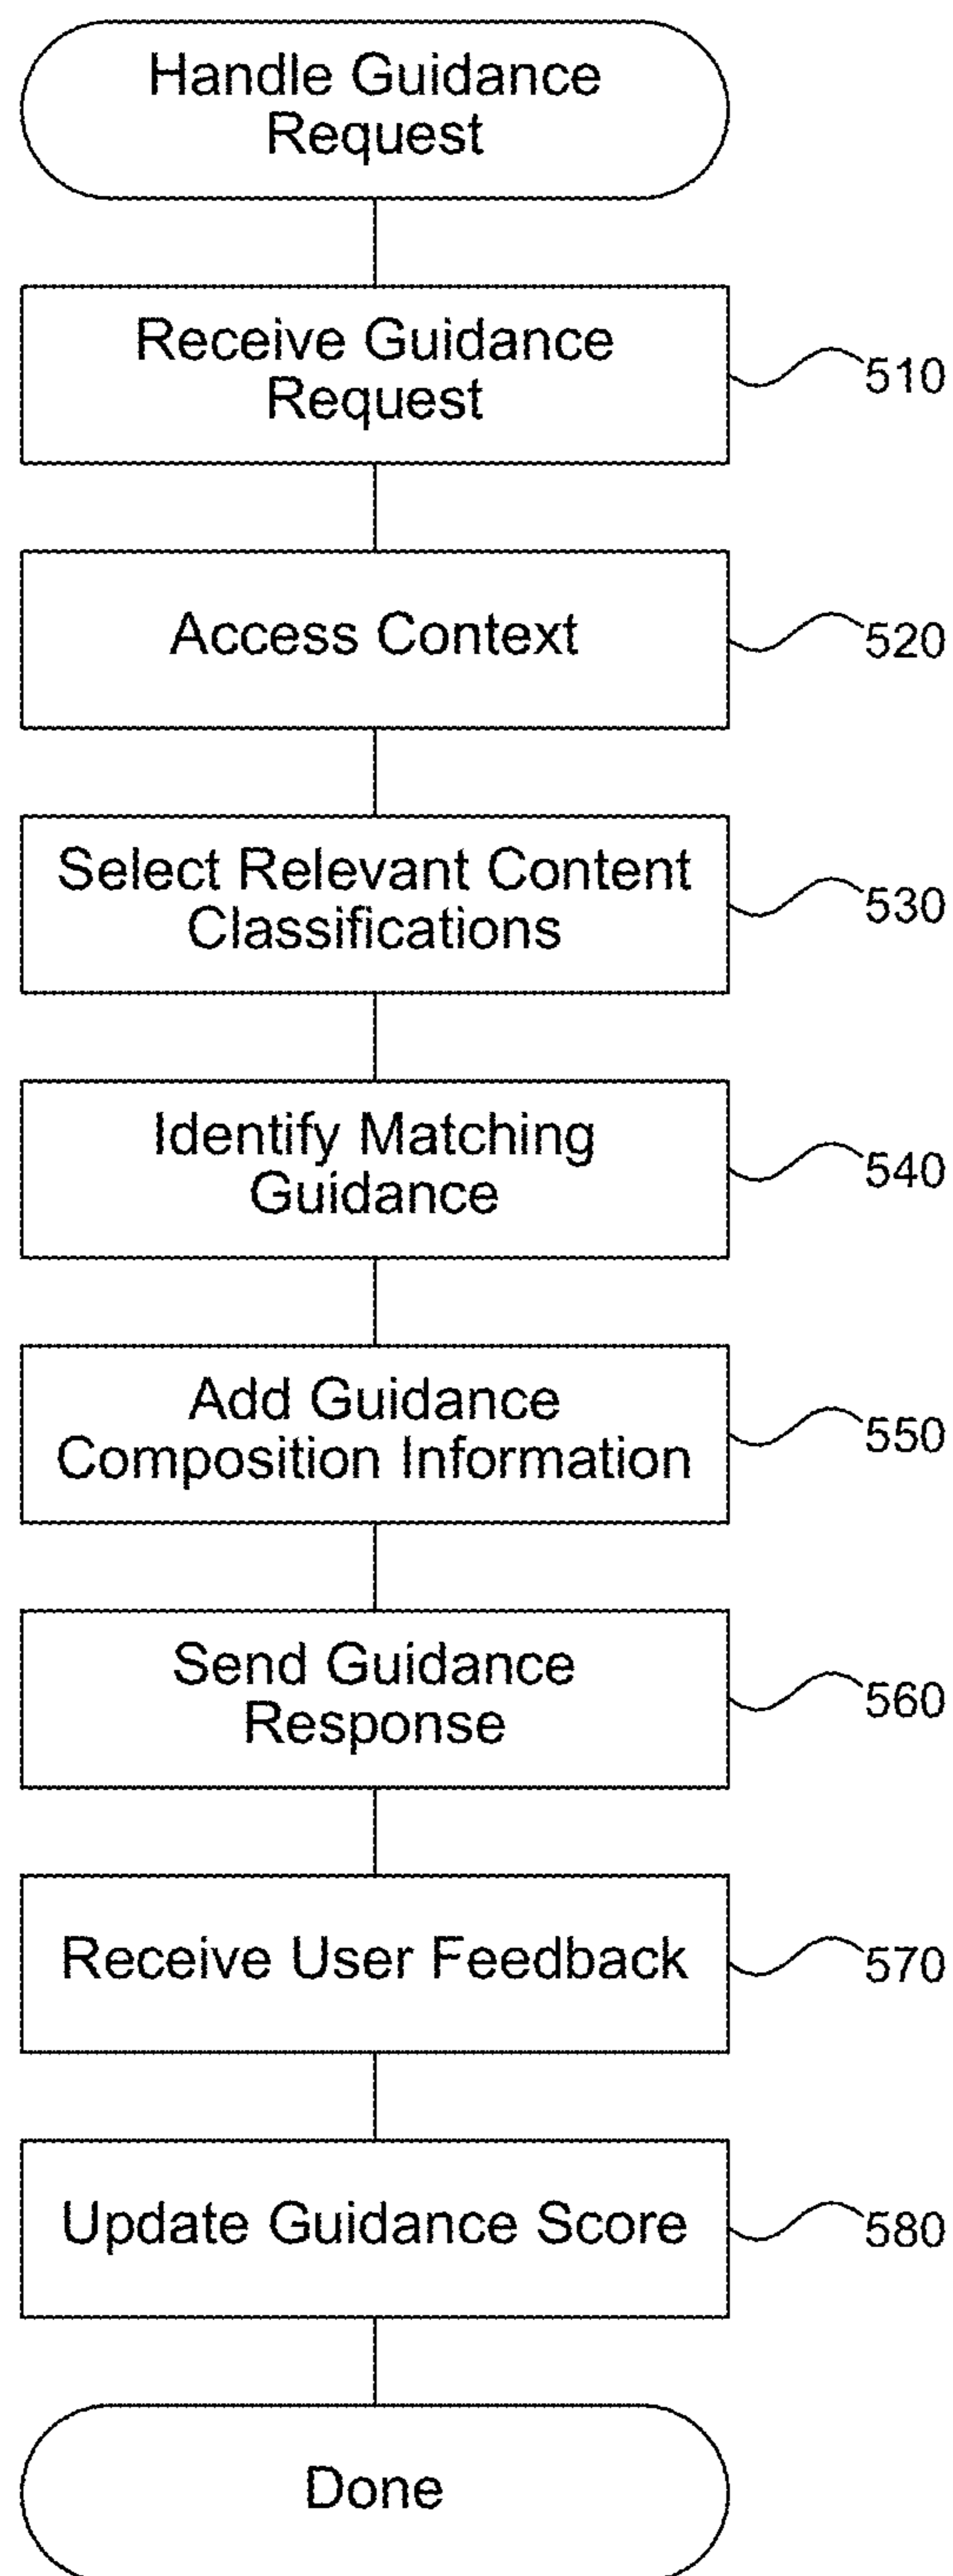 Handle Guidance
Request
Receive Guidance
Request
510
Access Context
520
Select Relevant Content
Classifications
530
Identify Matching
Guidance
540
Add Guidance
Composition Information
550
Send Guidance
Response
560
Receive User Feedback
570
Update Guidance Score
580
Done